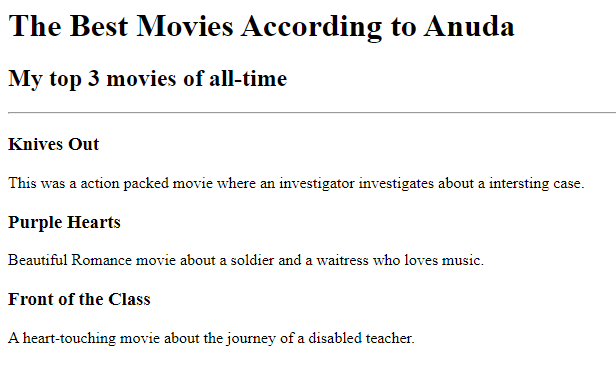 The Best Movies According to Anuda
My top 3 movies of all-time
Knives Out
This was a action packed movie where an investigator investigates about a intersting case.
Purple Hearts
Beautiful Romance movie about a soldier and a waitress who loves music.
Front of the Class
A heart-touching movie about the journey of a disabled teacher.